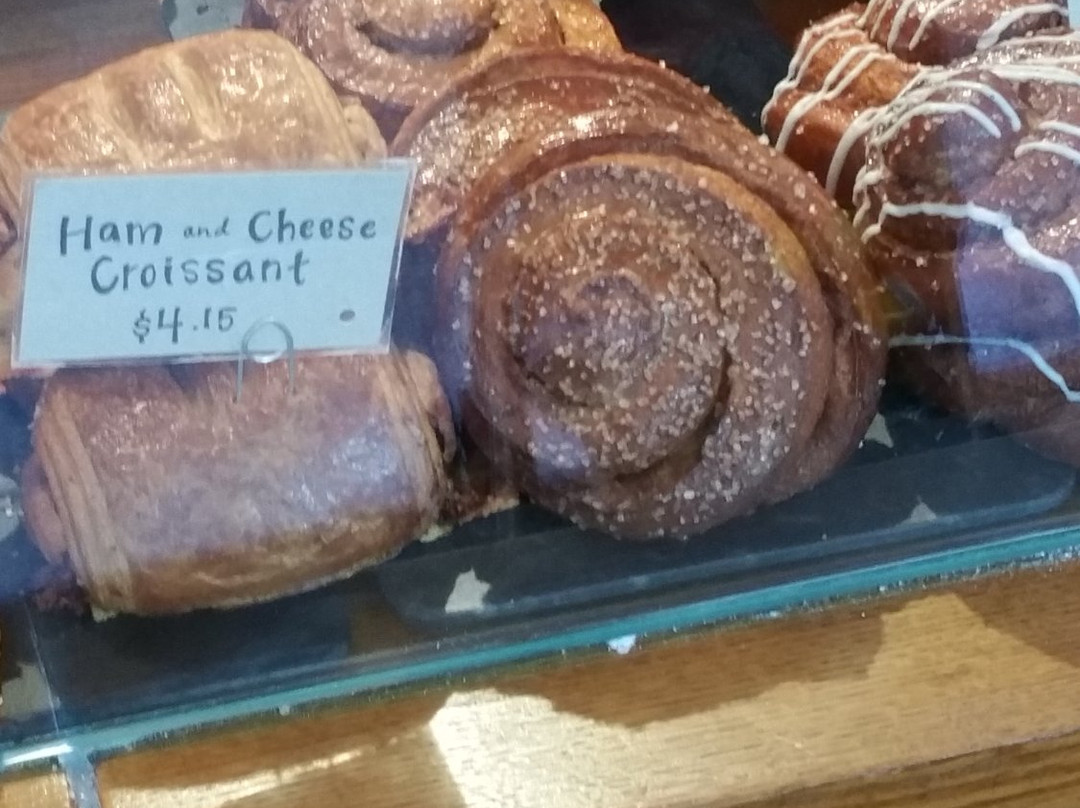 Ham and Cheese
Croissant
$4.15